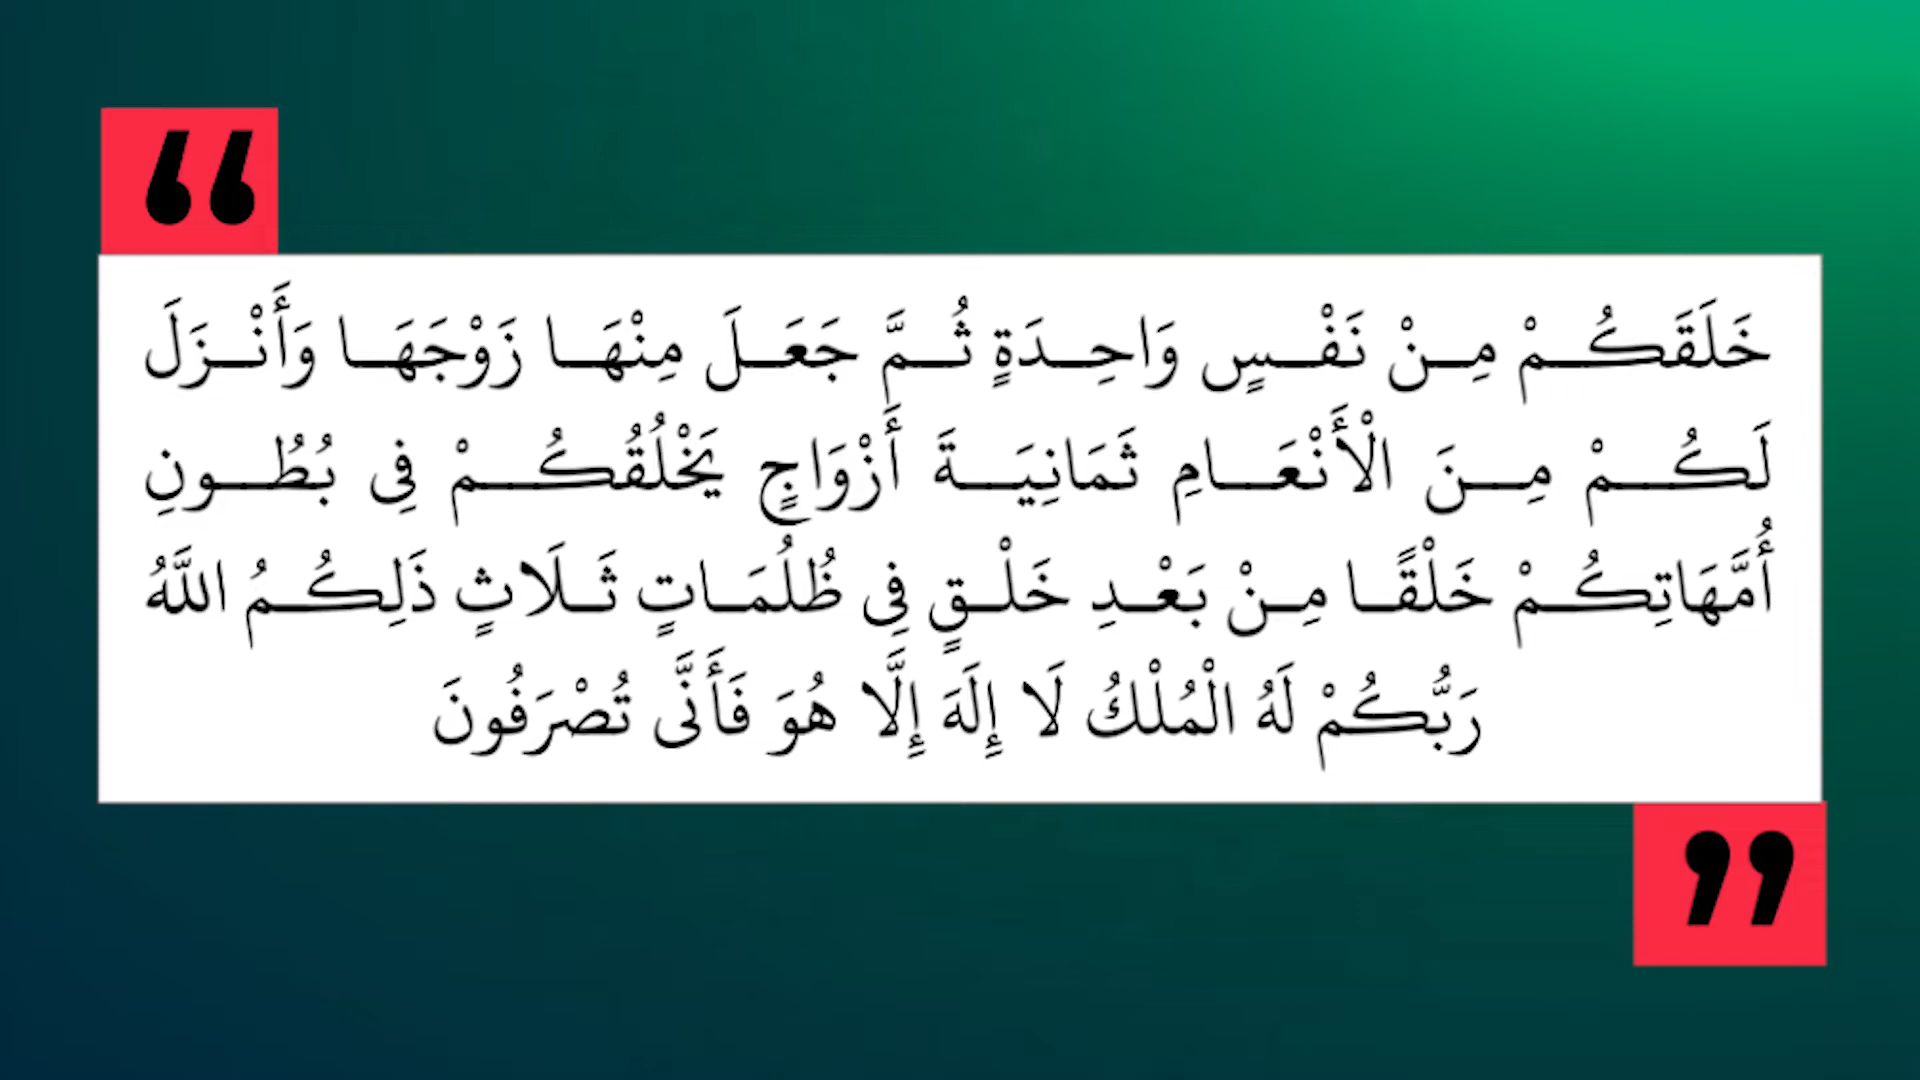 ❝
خَلَقَكُمْ مِنْ نَفْسٍ وَاحِدَةٍ ثُمَّ جَعَلَ مِنْهَا زَوْجَهَا وَأَنْزَلَ
لَكُمْ مِنَ الْأَنْعَامِ ثَمَانِيَةَ أَزْوَاجٍ يَخْلُقُكُمْ فِى بُطُونِ
أُمَّهَاتِكُمْ خَلْقًا مِنْ بَعْدِ خَلْقٍ فِى ظُلُمَاتٍ ثَلَاثٍ ذَلِكُمُ اللَّهُ
رَبُّكُمْ لَهُ الْمُلْكُ لَا إِلَهَ إِلَّا هُوَ فَأَنَّى تُصْرَفُونَ
❞